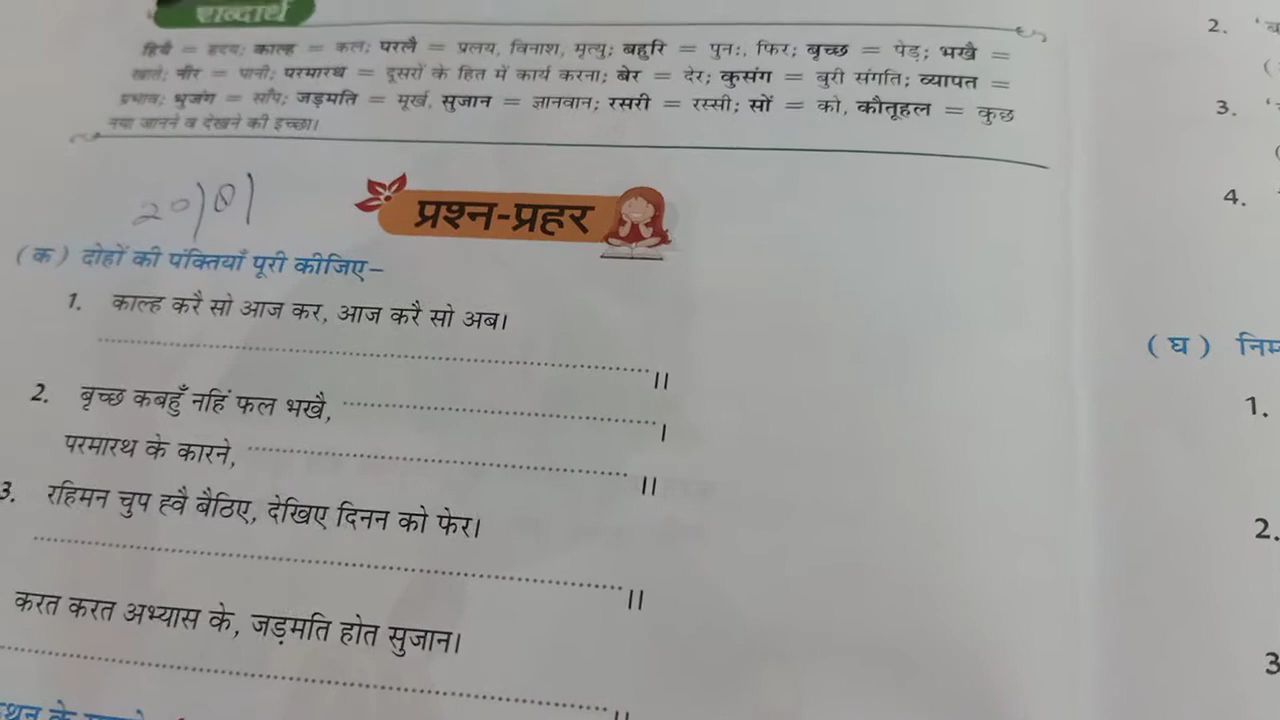 शब्दार्थ
हियै = हृदय; काल्ह = कल; परलै = प्रलय, विनाश, मृत्यु; बहुरि = पुनः, फिर; बृच्छ = पेड़; भखै =
खाते; नीर = पानी; परमारथ = दूसरों के हित में कार्य करना; बेर = देर; कुसंग = बुरी संगति; व्यापत =
प्रभाव; भुजंग = साँप; जड़मति = मूर्ख, सुजान = ज्ञानवान; रसरी = रस्सी; सों = को, कौतूहल = कुछ
नया जानने व देखने की इच्छा।
प्रश्न-प्रहर
(क) दोहों की पंक्तियाँ पूरी कीजिए–
1. काल्ह करै सो आज कर, आज करै सो अब।
..........................................................................॥
2. बृच्छ कबहुँ नहिं फल भखै, ..........................................।
परमारथ के कारने, ..................................................॥
3. रहिमन चुप ह्वै बैठिए, देखिए दिनन को फेर।
..........................................................................॥
करत करत अभ्यास के, जड़मति होत सुजान।
..........................................................................॥
2.
3.
4.
(घ) निम
1.
2.
3